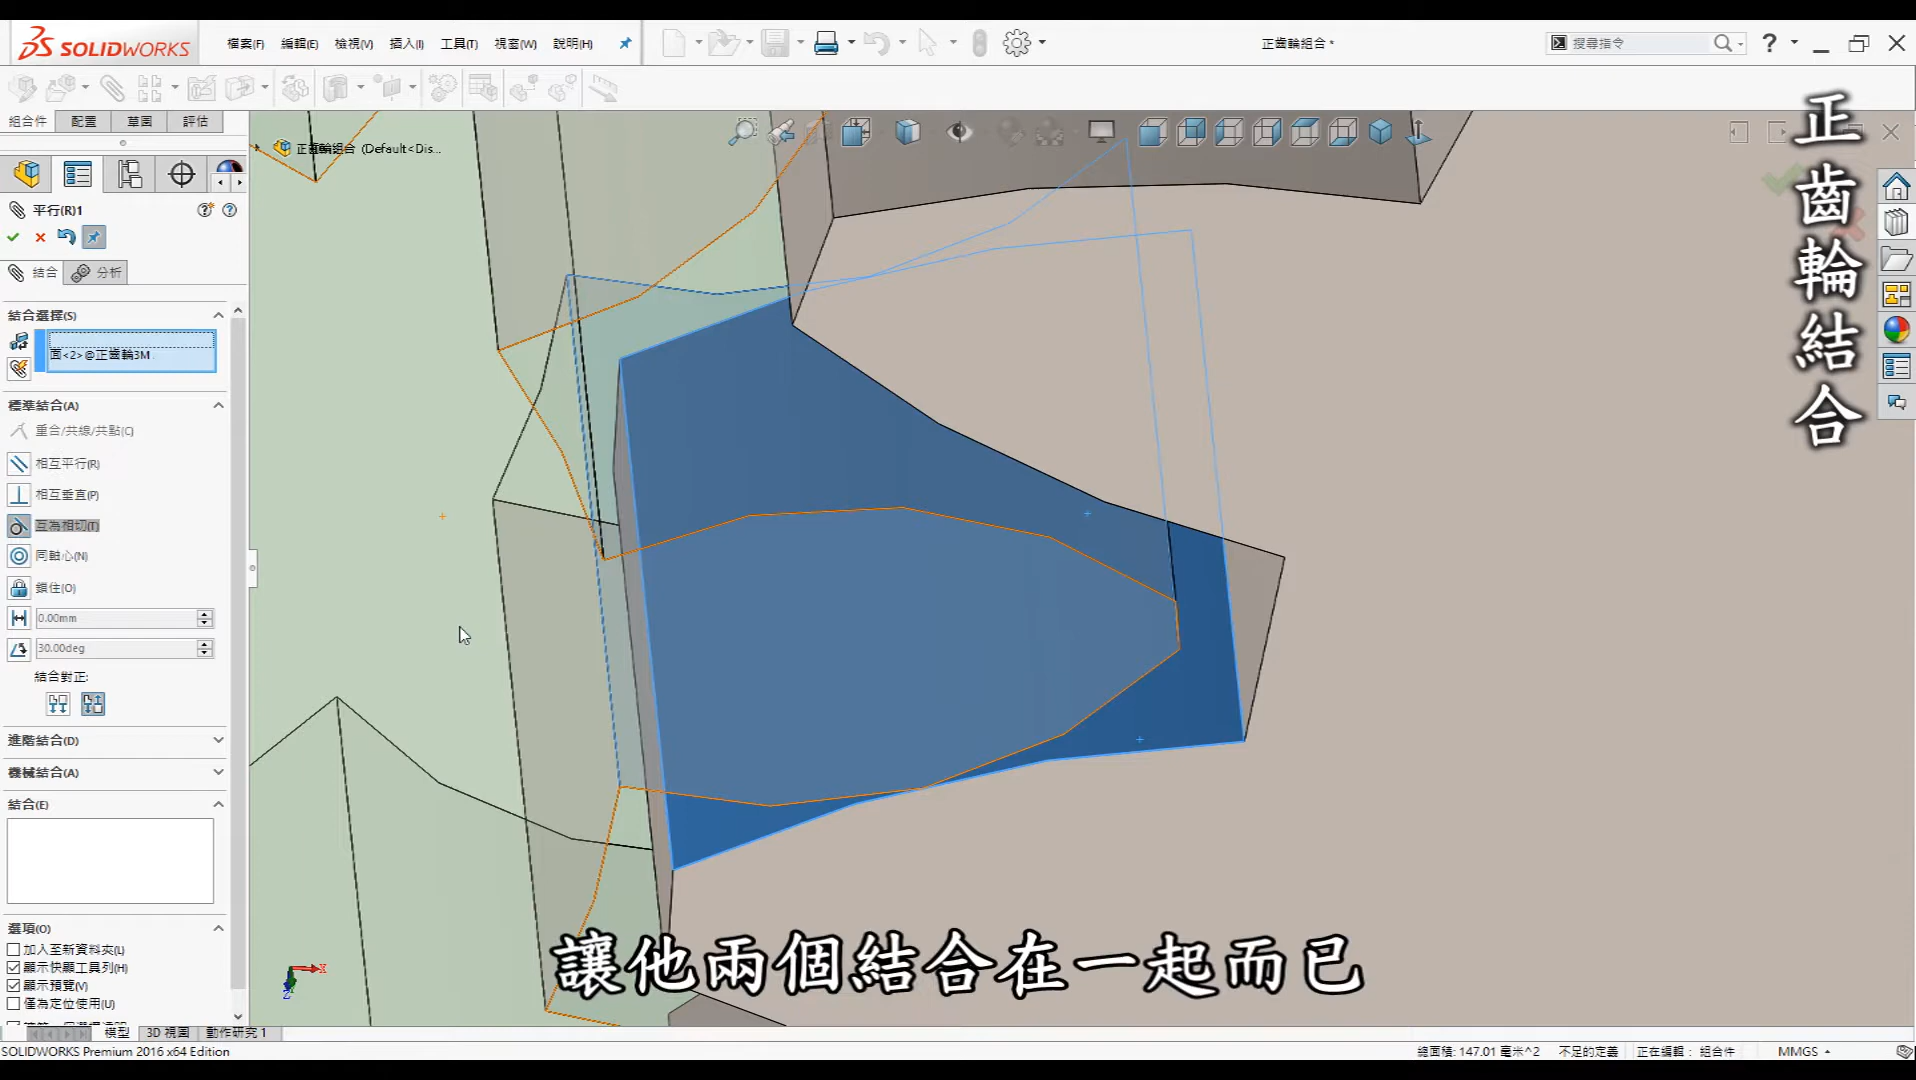 SOLIDWORKS
檔案(F) 編輯(E) 檢視(V) 插入(I) 工具(T) 視窗(W) 說明(H)
正齒輪組合 *
搜尋指令
組合件 配置 草圖 評估
正齒輪組合 (Default<Dis...
平行(R)1
結合 分析
結合選擇(S)
面<2>@正齒輪3M
標準結合(A)
重合/共線/共點(C)
相互平行(R)
相互垂直(P)
互為相切(T)
同軸心(N)
鎖住(O)
0.00mm
30.00deg
結合對正:
進階結合(D)
機械結合(A)
結合(E)
選項(O)
加入至新資料夾(L)
顯示快顯工具列(H)
顯示預覽(V)
僅為定位使用(U)
X
Z
模型 3D 視圖 動作研究 1
SOLIDWORKS Premium 2016 x64 Edition
總面積: 147.01 毫米^2 不足的定義 正在編輯： 組合件 MMGS
正齒輪結合
讓他兩個結合在一起而已